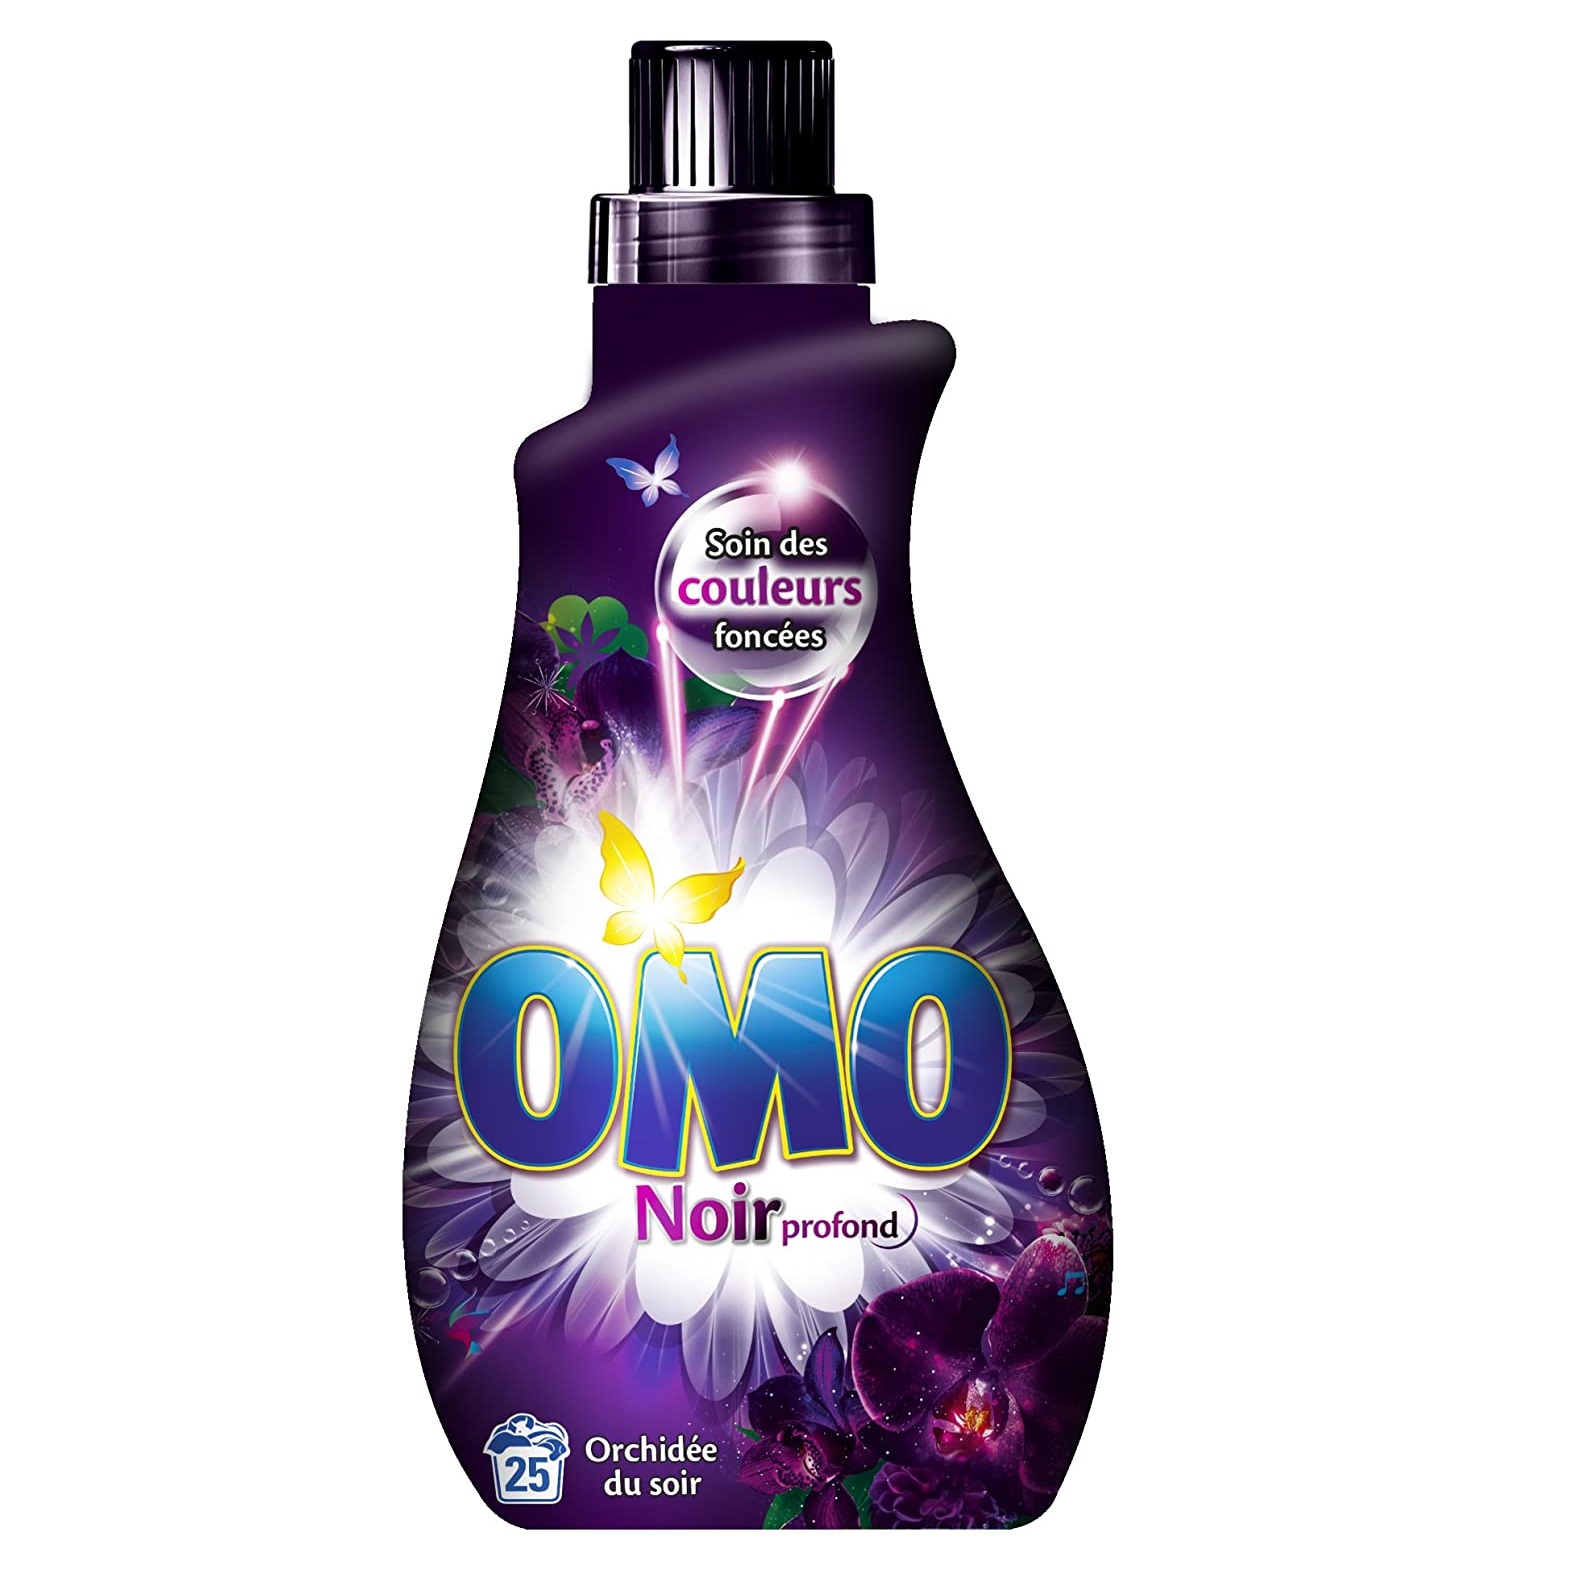 Soin des
couleurs
foncées
OMO
Noir profond
25
Orchidée
du soir